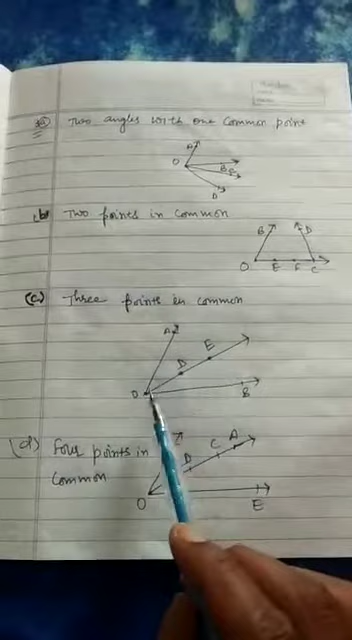 Two angles with one common point
A
O
B
D
(b) Two points in common
B
D
O
E
F
C
(c) Three points in common
A
E
D
O
B
(d) Four points in
common
D
C
A
O
E